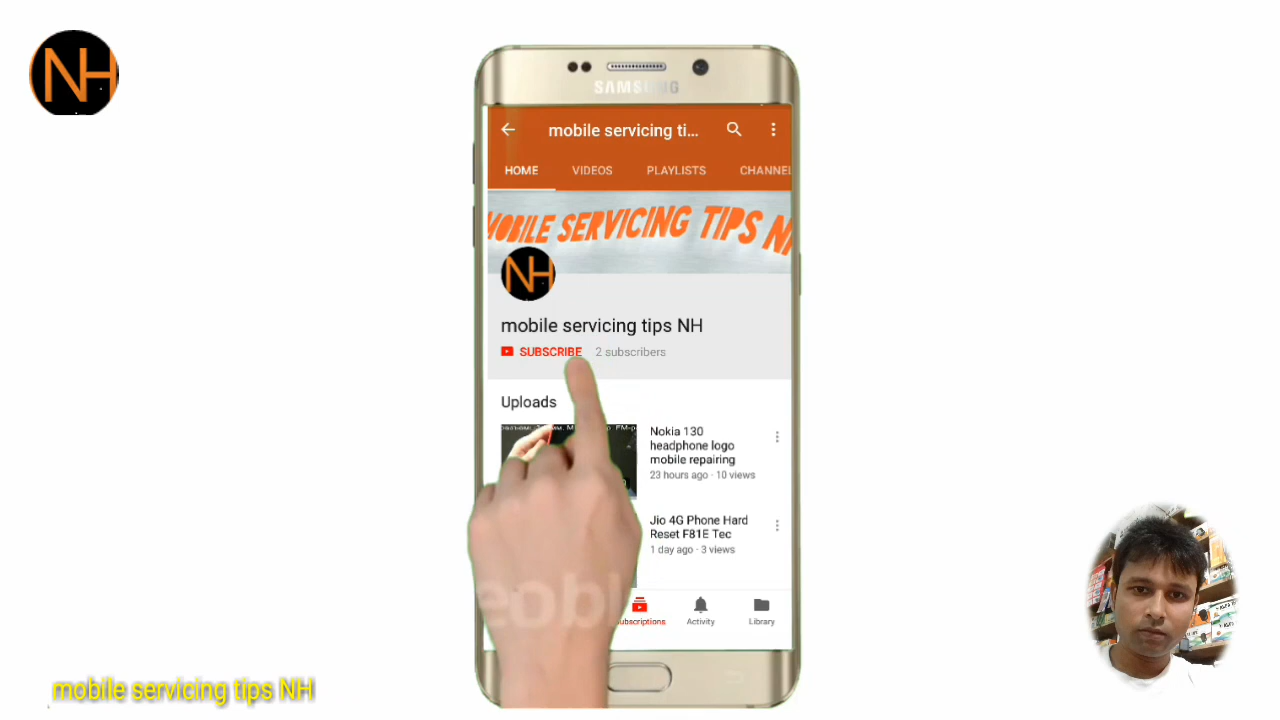 NH
SAMSUNG
mobile servicing ti...
HOME VIDEOS PLAYLISTS CHANNEL
MOBILE SERVICING TIPS NH
NH
mobile servicing tips NH
SUBSCRIBE 2 subscribers
Uploads
Nokia 130
headphone logo
mobile repairing
23 hours ago · 10 views
Jio 4G Phone Hard
Reset F81E Tec
1 day ago · 3 views
Subscriptions Activity Library
mobile servicing tips NH